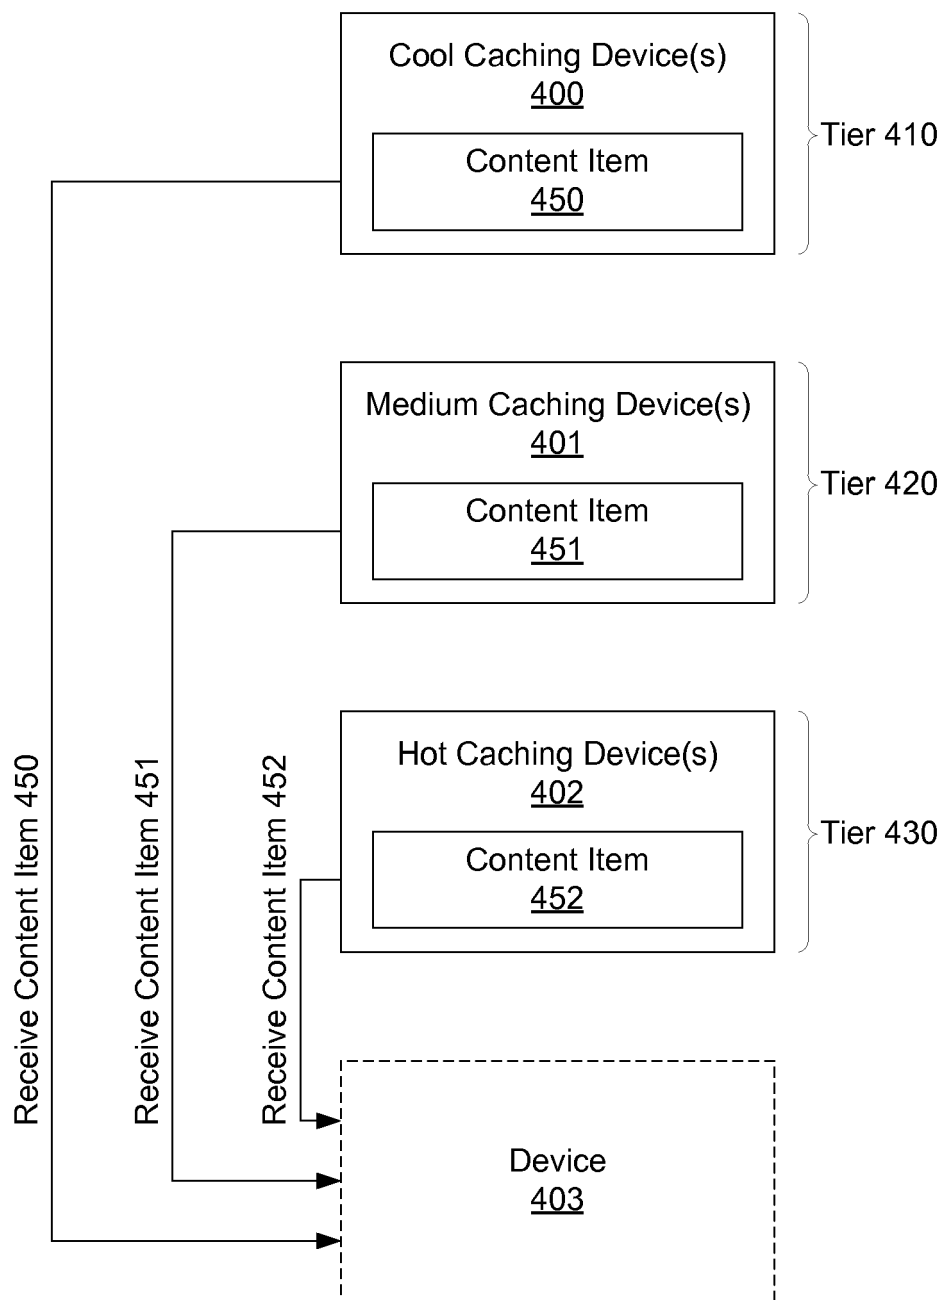 Cool Caching Device(s)
400
Content Item
450
Tier 410
Medium Caching Device(s)
401
Content Item
451
Tier 420
Hot Caching Device(s)
402
Content Item
452
Tier 430
Receive Content Item 450
Receive Content Item 451
Receive Content Item 452
Device
403